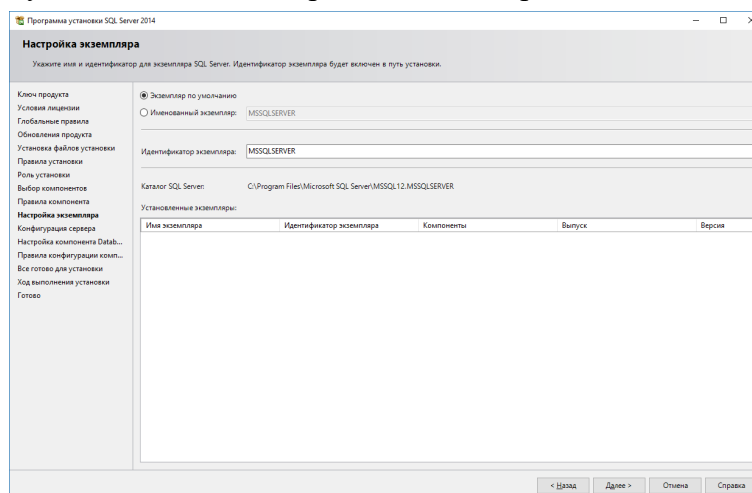 Программа установки SQL Server 2014
Настройка экземпляра
Укажите имя и идентификатор для экземпляра SQL Server. Идентификатор экземпляра будет включен в путь установки.
Ключ продукта
Условия лицензии
Глобальные правила
Обновления продукта
Установка файлов установки
Правила установки
Роль установки
Выбор компонентов
Правила компонента
Настройка экземпляра
Конфигурация сервера
Настройка компонента Datab...
Правила конфигурации комп...
Все готово для установки
Ход выполнения установки
Готово
Экземпляр по умолчанию
Именованный экземпляр: MSSQLSERVER
Идентификатор экземпляра: MSSQLSERVER
Каталог SQL Server: C:\Program Files\Microsoft SQL Server\MSSQL12.MSSQLSERVER
Установленные экземпляры:
Имя экземпляра Идентификатор экземпляра Компоненты Выпуск Версия
< Назад Далее > Отмена Справка